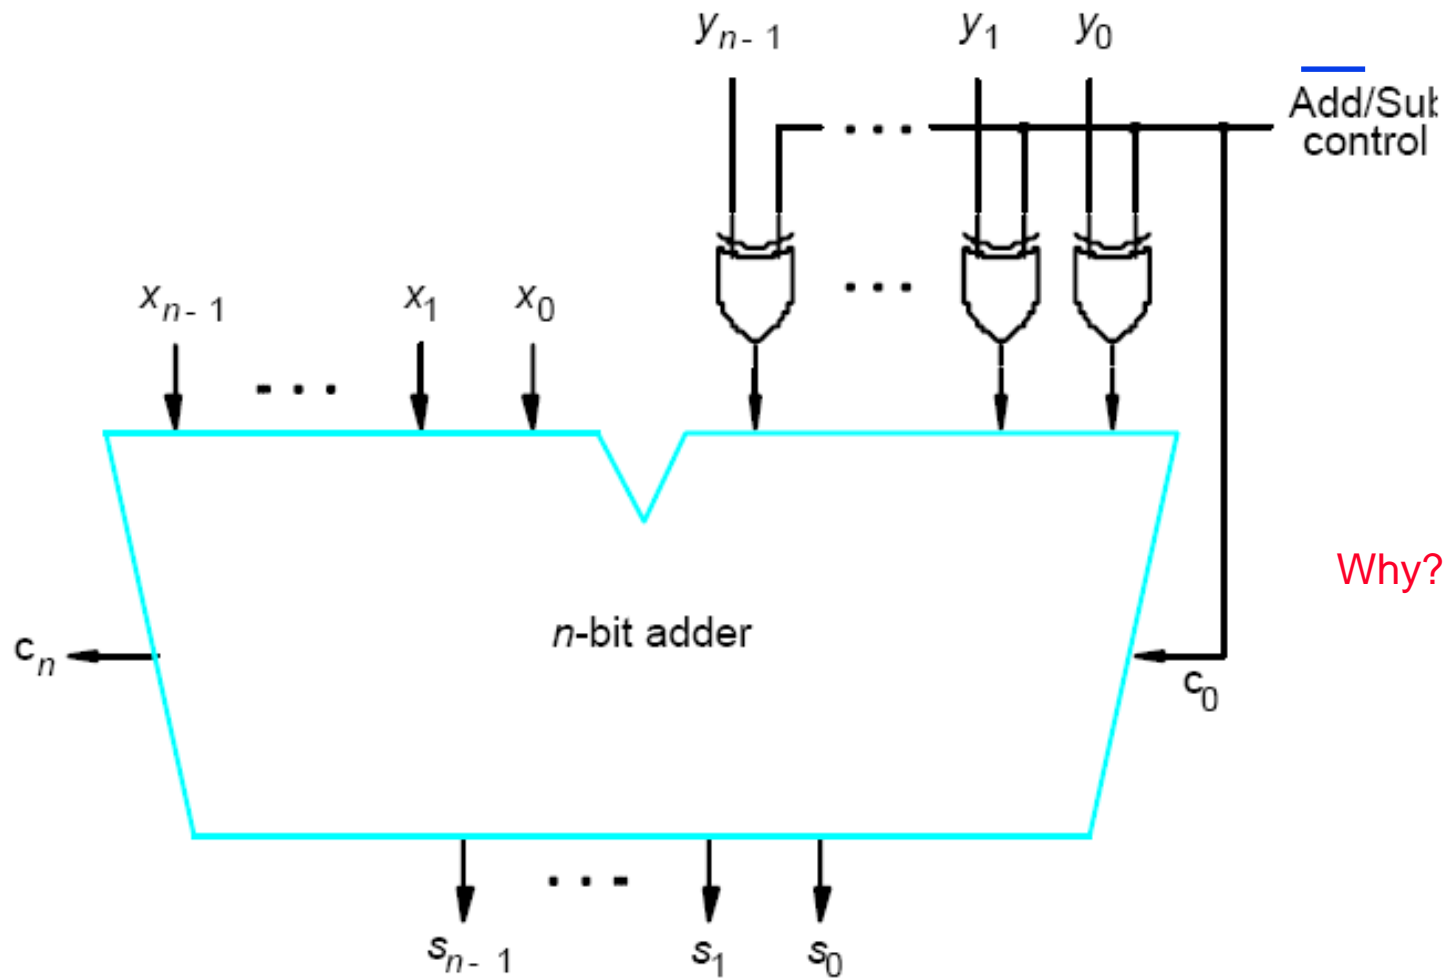 yn-1 y1 y0
Add/Sub
control
xn-1 x1 x0
Why?
n-bit adder
cn
c0
sn-1 s1 s0